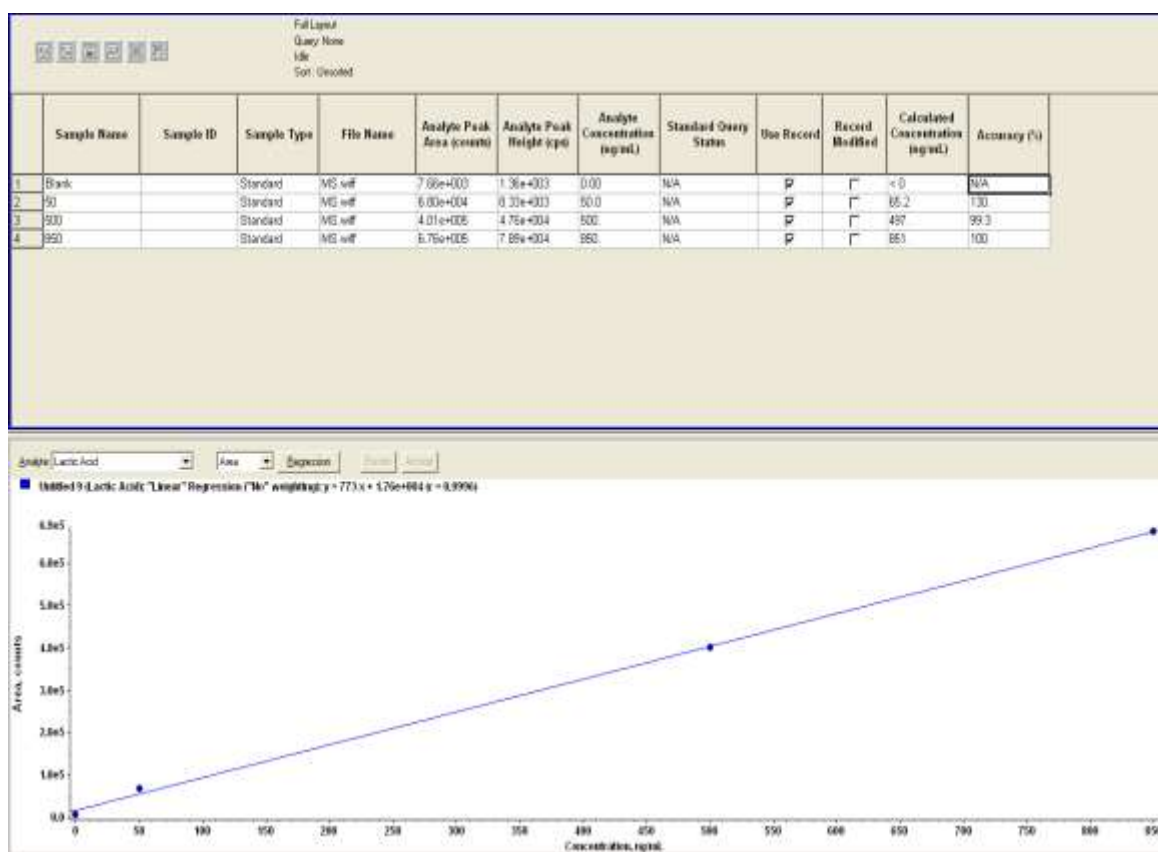 Full Layout
Query: None
Idle
Sort: Unsorted
Sample Name Sample ID Sample Type File Name Analyte Peak Area (counts) Analyte Peak Height (cps) Analyte Concentration (ng/mL) Standard Query Status Use Record Record Modified Calculated Concentration (ng/mL) Accuracy (%)
1 Blank Standard MS.wiff 7.66e+003 1.36e+003 0.00 N/A < 0 N/A
2 50 Standard MS.wiff 6.80e+004 8.33e+003 50.0 N/A 65.2 130.
3 500 Standard MS.wiff 4.01e+005 4.76e+004 500. N/A 497 99.3
4 Standard MS.wiff 6.76e+005 7.89e+004 N/A 100.
Analyte Lactic Acid Area Regression
Untitled 9 (Lactic Acid): "Linear" Regression ("No" weighting): y = 773 x + 1.76e+004 (r = 0.9996)
Area, counts
6.0e5
5.0e5
4.0e5
3.0e5
2.0e5
1.0e5
0.0
0 50 100 150 200 250 300 350 400 450 500 550 600 650 700 750 800
Concentration, ng/mL